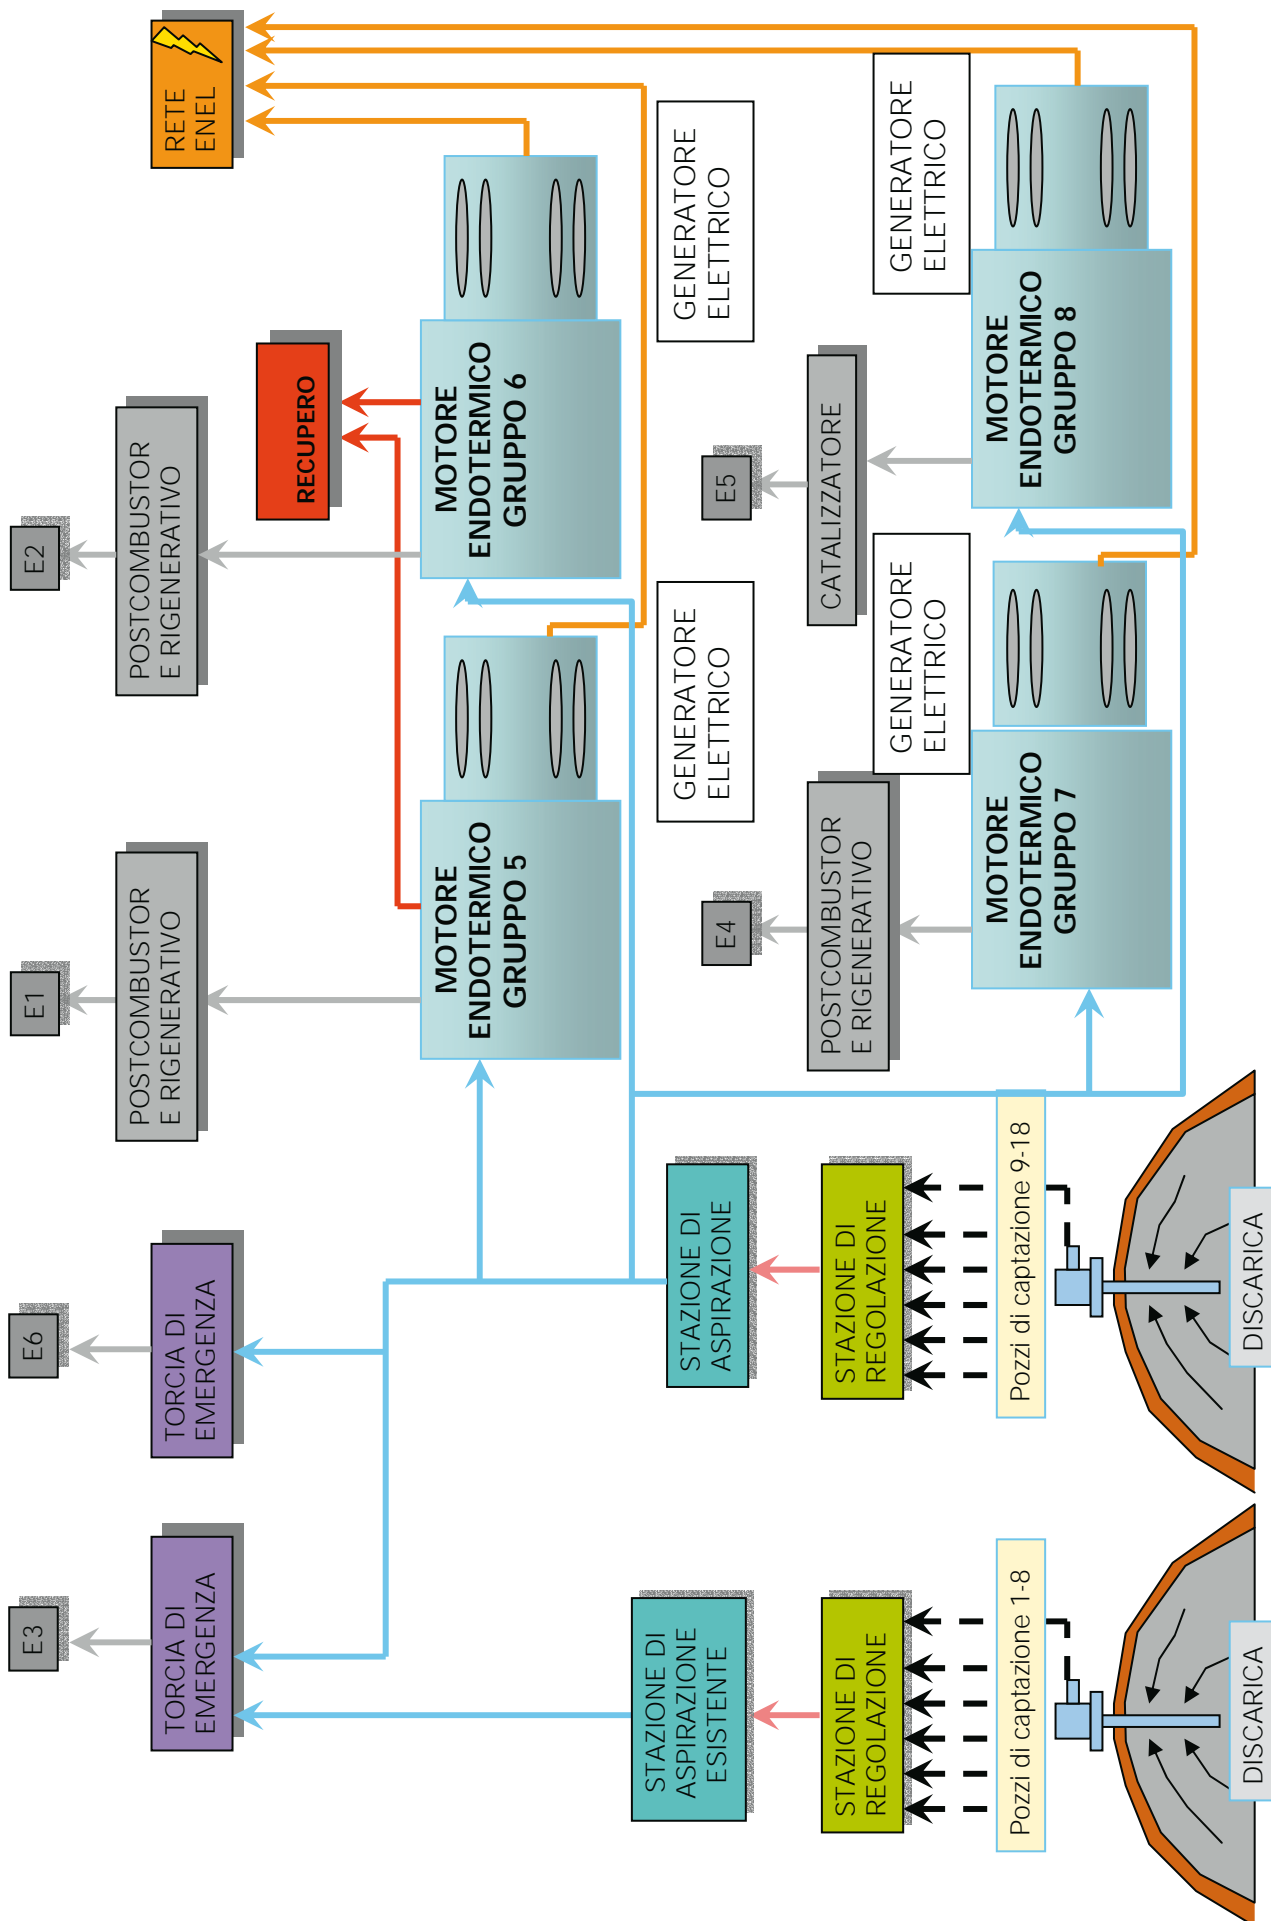 E3
E6
E1
E2
TORCIA DI
EMERGENZA
TORCIA DI
EMERGENZA
POSTCOMBUSTOR
E RIGENERATIVO
POSTCOMBUSTOR
E RIGENERATIVO
RETE
ENEL
RECUPERO
MOTORE
ENDOTERMICO
GRUPPO 5
MOTORE
ENDOTERMICO
GRUPPO 6
STAZIONE DI
ASPIRAZIONE
ESISTENTE
STAZIONE DI
ASPIRAZIONE
GENERATORE
ELETTRICO
GENERATORE
ELETTRICO
E4
E5
STAZIONE DI
REGOLAZIONE
STAZIONE DI
REGOLAZIONE
POSTCOMBUSTOR
E RIGENERATIVO
CATALIZZATORE
GENERATORE
ELETTRICO
GENERATORE
ELETTRICO
Pozzi di captazione 1-8
Pozzi di captazione 9-18
MOTORE
ENDOTERMICO
GRUPPO 7
MOTORE
ENDOTERMICO
GRUPPO 8
DISCARICA
DISCARICA